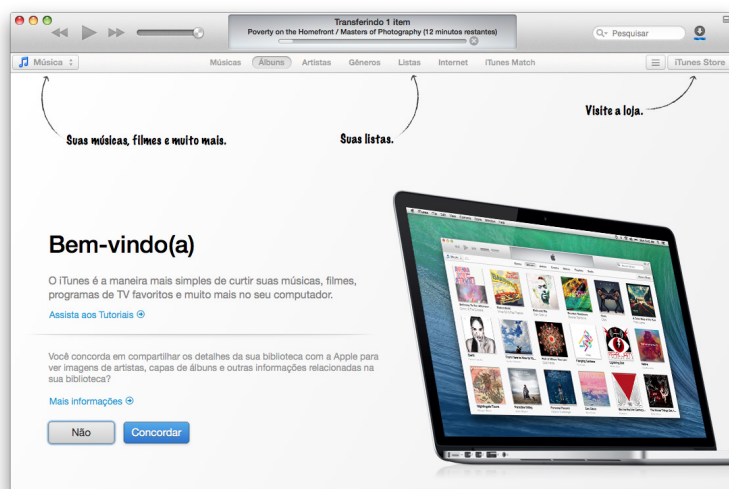 Transferindo 1 item
Poverty on the Homefront / Masters of Photography (12 minutos restantes)
Pesquisar
Música
Músicas
Álbuns
Artistas
Gêneros
Listas
Internet
iTunes Match
iTunes Store
Suas músicas, filmes e muito mais.
Suas listas.
Visite a loja.
Bem-vindo(a)
O iTunes é a maneira mais simples de curtir suas músicas, filmes,
programas de TV favoritos e muito mais no seu computador.
Assista aos Tutoriais
Você concorda em compartilhar os detalhes da sua biblioteca com a Apple para
ver imagens de artistas, capas de álbuns e outras informações relacionadas na
sua biblioteca?
Mais informações
Não
Concordar